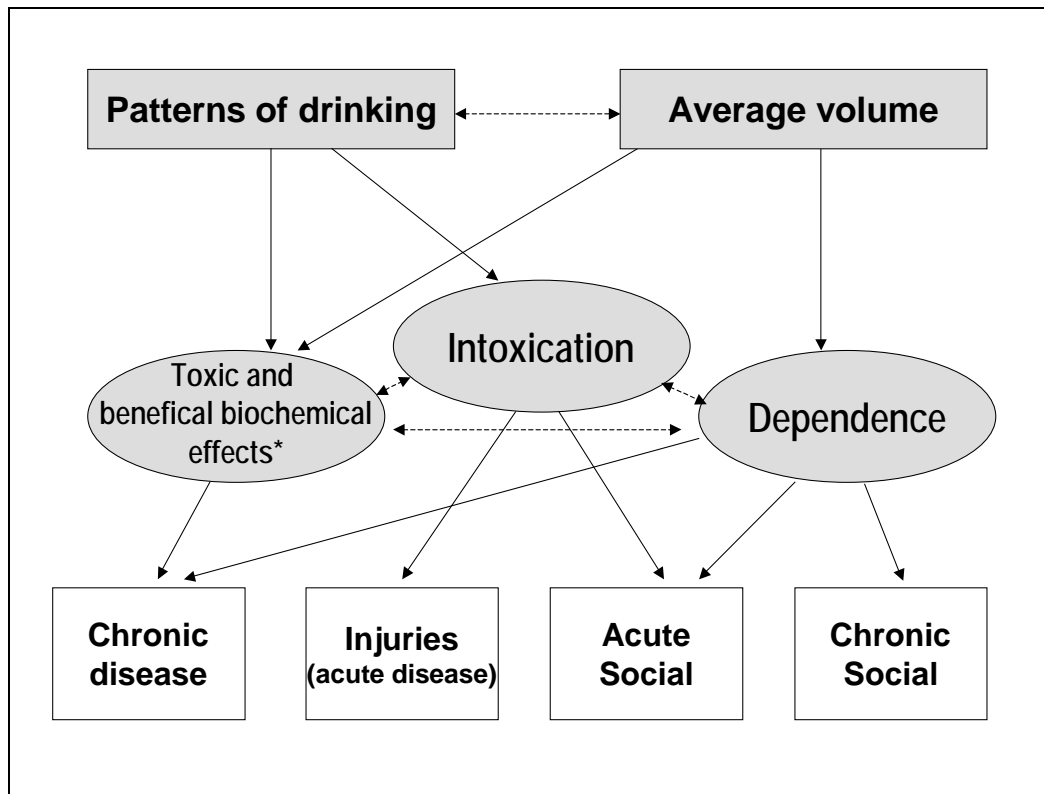 Patterns of drinking
Average volume
Intoxication
Toxic and
benefical biochemical
effects*
Dependence
Chronic
disease
Injuries
(acute disease)
Acute
Social
Chronic
Social